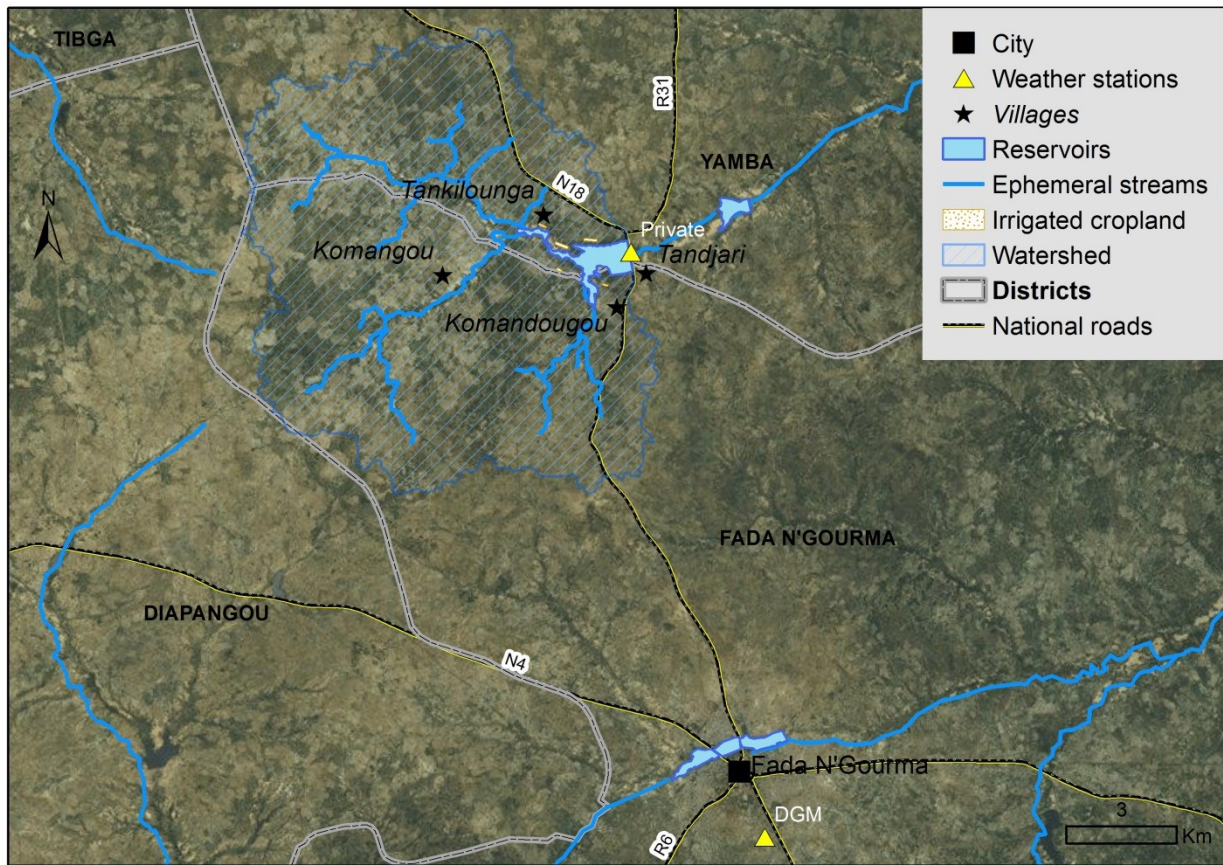 TIBGA
R31
YAMBA
N
N18
Tankilounga
Private
Komangou
Tandjari
Komandougou
FADA N'GOURMA
DIAPANGOU
N4
Fada N'Gourma
DGM
R6
3
Km
City
Weather stations
Villages
Reservoirs
Ephemeral streams
Irrigated cropland
Watershed
Districts
National roads